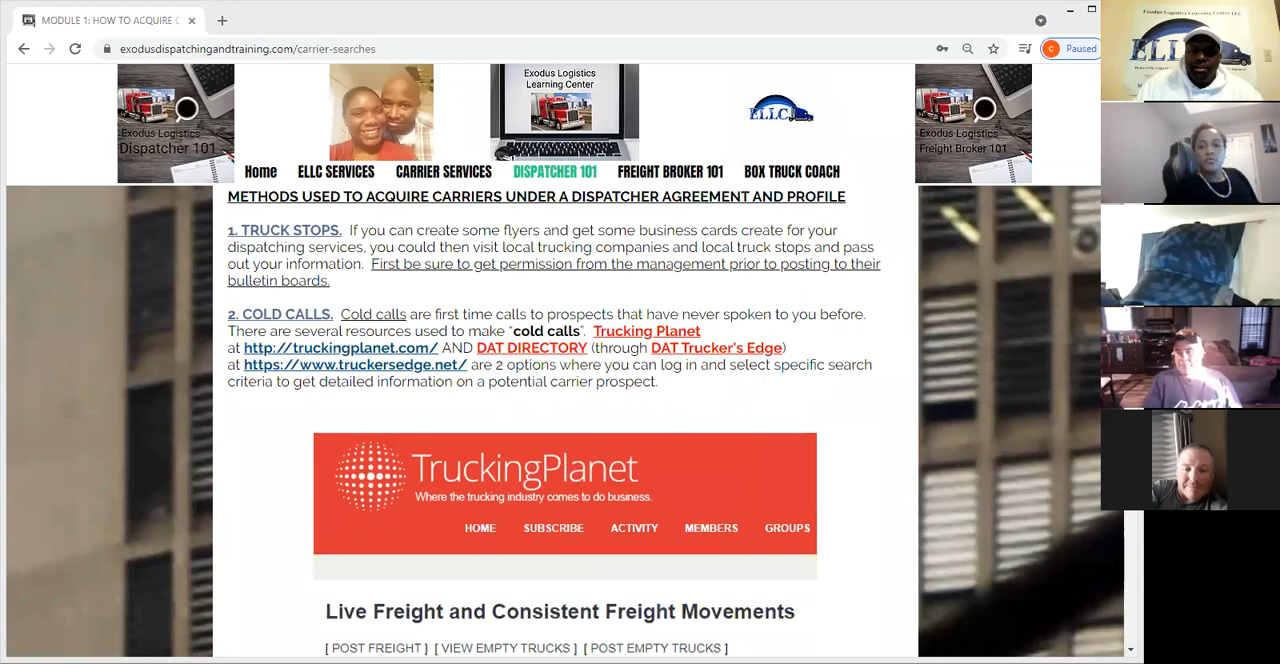 MODULE 1: HOW TO ACQUIRE C
exodusdispatchingandtraining.com/carrier-searches
C Paused
Exodus Logistics Learning Center LLC
ELLC
Exodus Logistics
Dispatcher 101
Exodus Logistics
Learning Center
ELLC
Exodus Logistics
Freight Broker 101
Home ELLC SERVICES CARRIER SERVICES DISPATCHER 101 FREIGHT BROKER 101 BOX TRUCK COACH
METHODS USED TO ACQUIRE CARRIERS UNDER A DISPATCHER AGREEMENT AND PROFILE
1. TRUCK STOPS. If you can create some flyers and get some business cards create for your
dispatching services, you could then visit local trucking companies and local truck stops and pass
out your information. First be sure to get permission from the management prior to posting to their
bulletin boards.
2. COLD CALLS. Cold calls are first time calls to prospects that have never spoken to you before.
There are several resources used to make “cold calls”. Trucking Planet
at http://truckingplanet.com/ AND DAT DIRECTORY (through DAT Trucker's Edge)
at https://www.truckersedge.net/ are 2 options where you can log in and select specific search
criteria to get detailed information on a potential carrier prospect.
TruckingPlanet
Where the trucking industry comes to do business.
HOME SUBSCRIBE ACTIVITY MEMBERS GROUPS
Live Freight and Consistent Freight Movements
[ POST FREIGHT ] [ VIEW EMPTY TRUCKS ] [ POST EMPTY TRUCKS ]